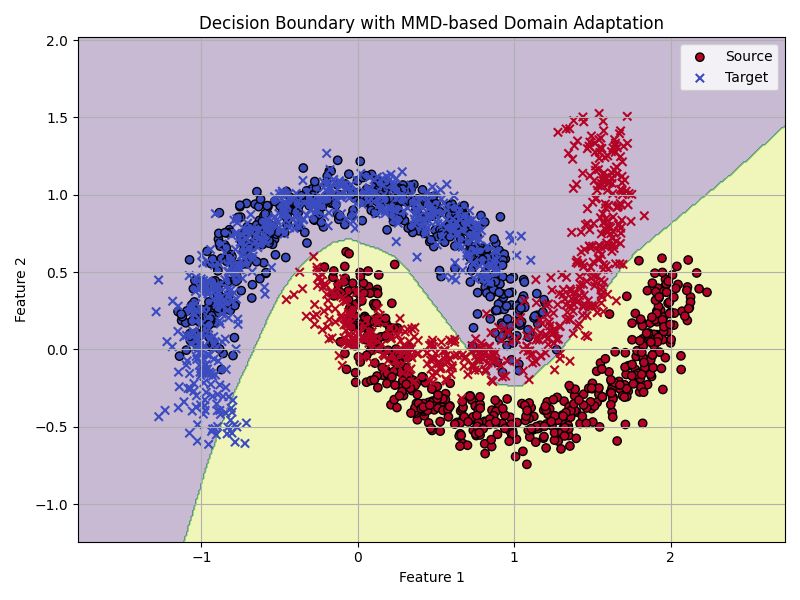 Decision Boundary with MMD-based Domain Adaptation
Source
Target
2.0
1.5
1.0
0.5
0.0
−0.5
−1.0
Feature 2
−1
0
1
2
Feature 1